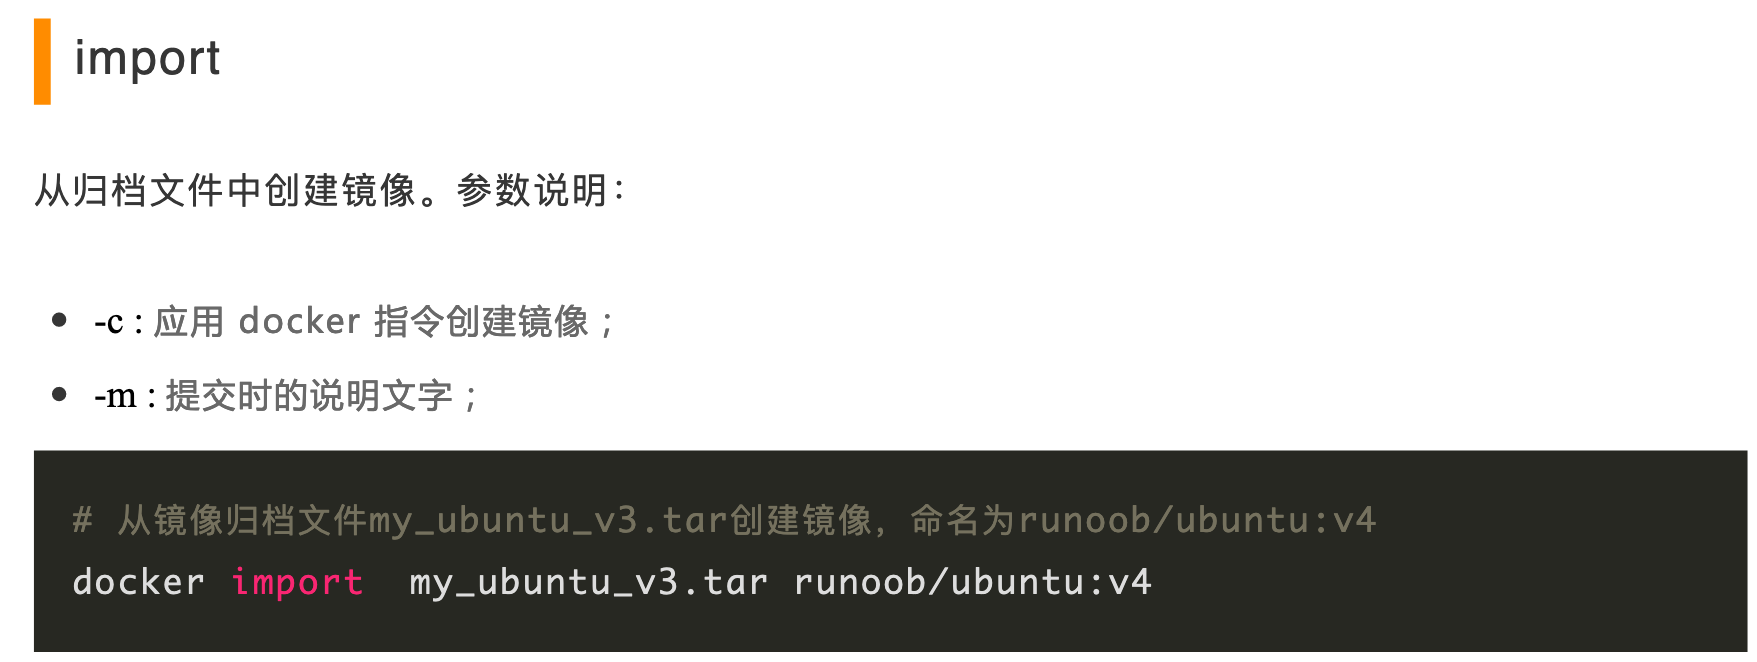 import
从归档文件中创建镜像。参数说明：
-c : 应用 docker 指令创建镜像；
-m : 提交时的说明文字；
# 从镜像归档文件my_ubuntu_v3.tar创建镜像，命名为runoob/ubuntu:v4
docker import  my_ubuntu_v3.tar runoob/ubuntu:v4